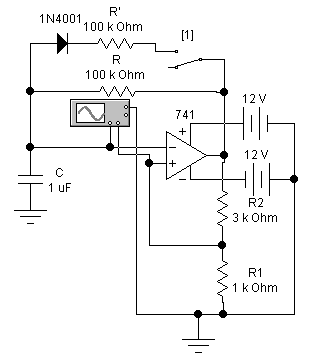 R'
1N4001
100 k Ohm
[1]
R
100 k Ohm
741
12 V
+
−
+
C
1 uF
−
12 V
R2
3 k Ohm
R1
1 k Ohm